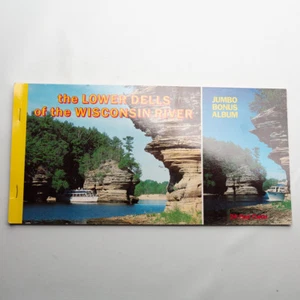 the LOWER DELLS
of the WISCONSIN RIVER
JUMBO
BONUS
ALBUM